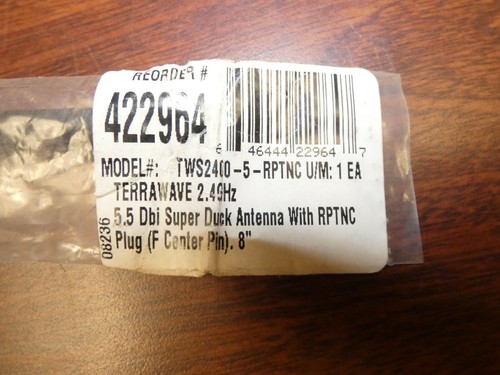 REORDER #
422964
6 46444 22964 7
MODEL#: TWS2400-5-RPTNC U/M: 1 EA
TERRAWAVE 2.4GHz
5.5 Dbi Super Duck Antenna With RPTNC
Plug (F Center Pin). 8"
08236